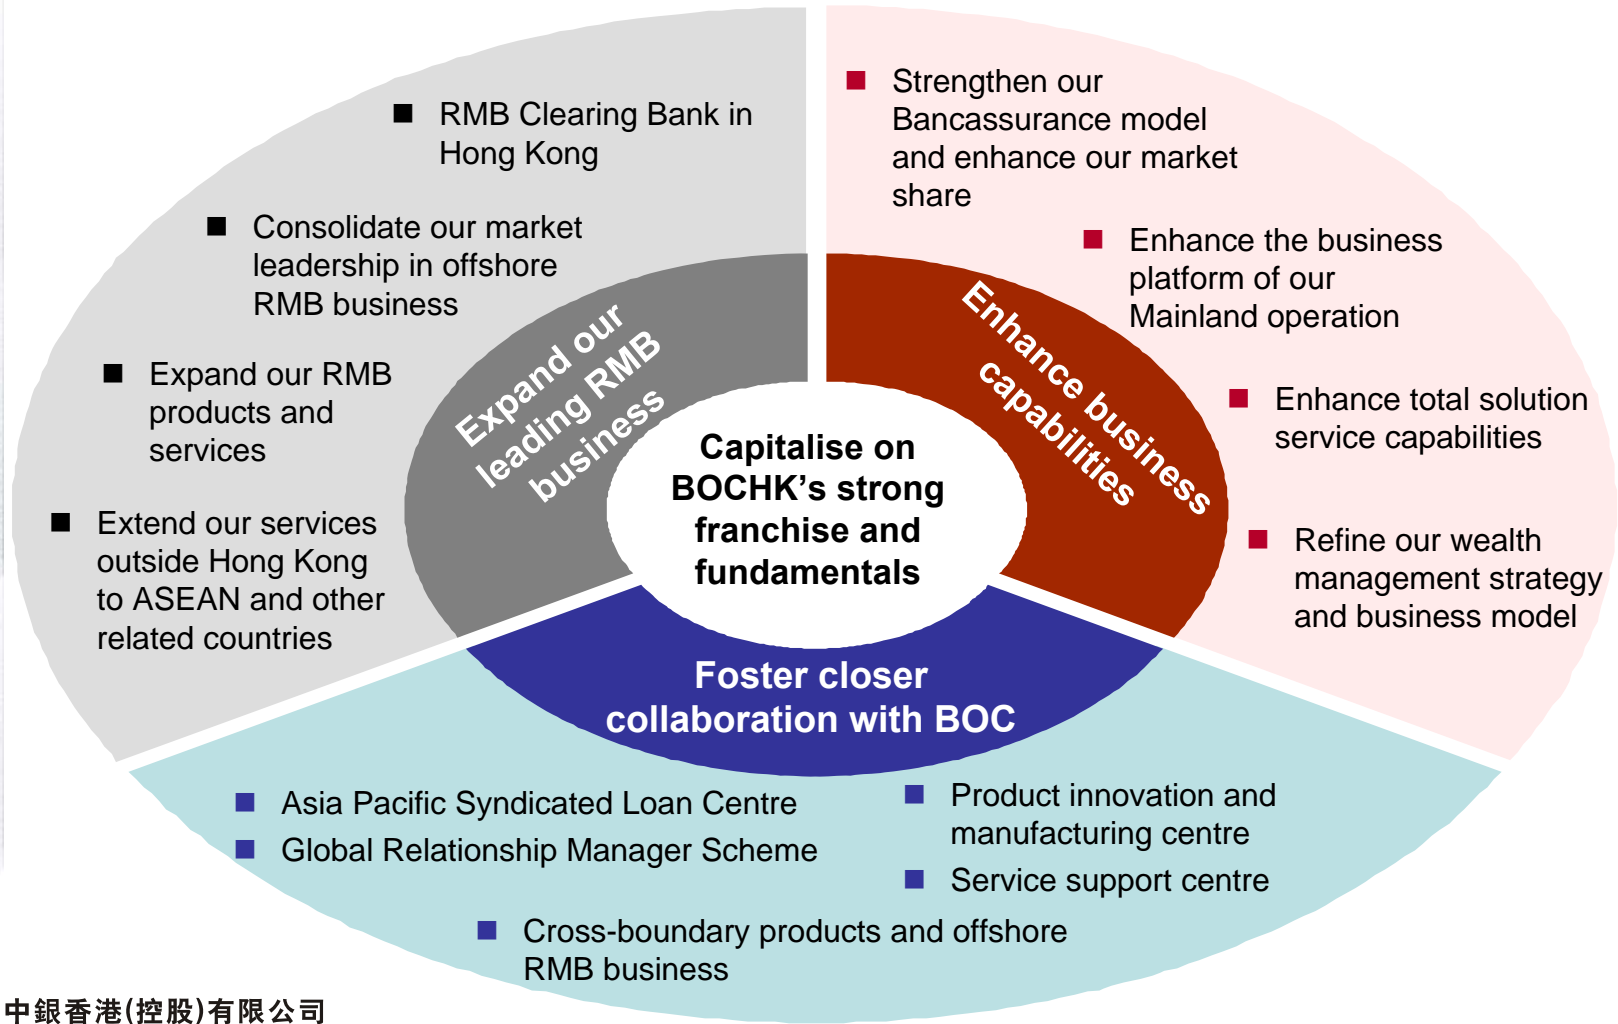 RMB Clearing Bank in
Hong Kong
Consolidate our market
leadership in offshore
RMB business
Expand our RMB
products and
services
Extend our services
outside Hong Kong
to ASEAN and other
related countries
Expand our
leading RMB
business
Strengthen our
Bancassurance model
and enhance our market
share
Enhance the business
platform of our
Mainland operation
Enhance total solution
service capabilities
Refine our wealth
management strategy
and business model
Enhance business
capabilities
Capitalise on
BOCHK’s strong
franchise and
fundamentals
Foster closer
collaboration with BOC
Asia Pacific Syndicated Loan Centre
Global Relationship Manager Scheme
Product innovation and
manufacturing centre
Service support centre
Cross-boundary products and offshore
RMB business
中銀香港(控股)有限公司